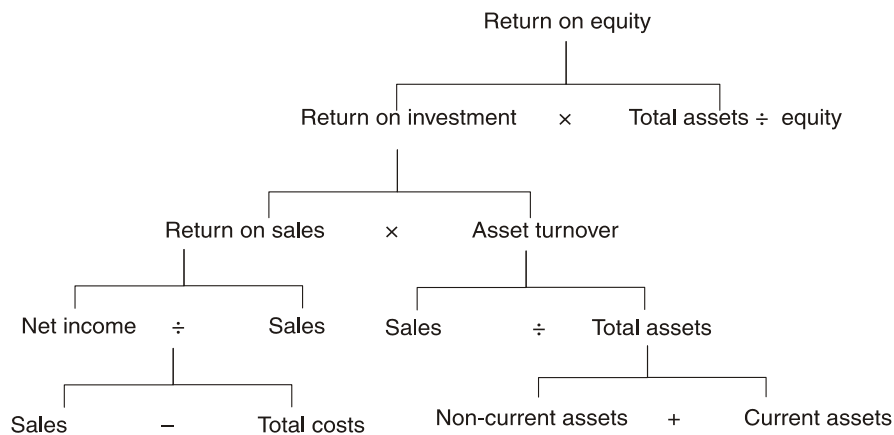 Return on equity
Return on investment × Total assets ÷ equity
Return on sales × Asset turnover
Net income ÷ Sales Sales ÷ Total assets
Sales – Total costs Non-current assets + Current assets